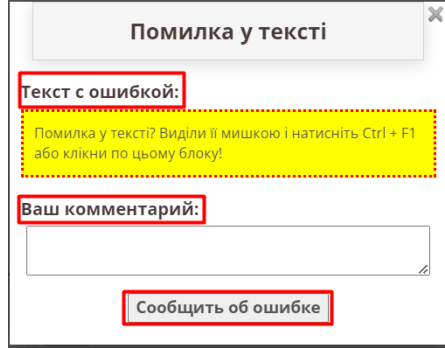 Помилка у тексті
Текст с ошибкой:
Помилка у тексті? Виділи її мишкою і натисніть Ctrl + F1
або клікни по цьому блоку!
Ваш комментарий:
Сообщить об ошибке